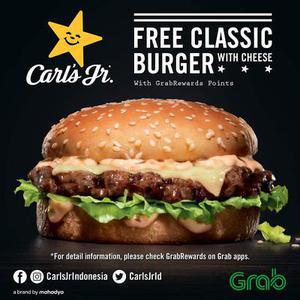 Carl's Jr.
FREE CLASSIC
BURGER WITH CHEESE
With GrabRewards Points
*For detail information, please check GrabRewards on Grab apps.
CarlsJrIndonesia CarlsJrId
a brand by mahadya
Grab